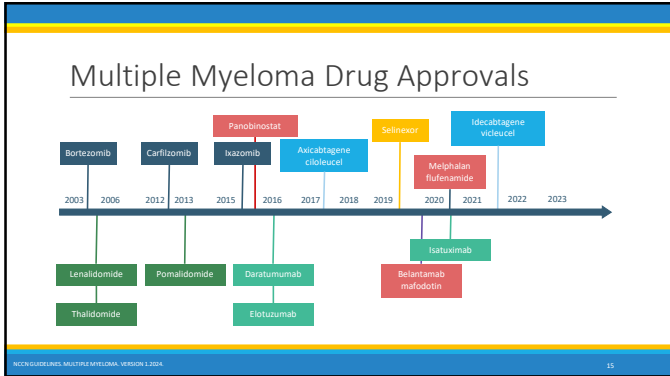 Multiple Myeloma Drug Approvals
Panobinostat
Bortezomib
Carfilzomib
Ixazomib
Axicabtagene
ciloleucel
Selinexor
Idecabtagene
vicleucel
Melphalan
flufenamide
2003 2006 2012 2013 2015 2016 2017 2018 2019 2020 2021 2022 2023
Lenalidomide
Thalidomide
Pomalidomide
Daratumumab
Elotuzumab
Isatuximab
Belantamab
mafodotin
NCCN GUIDELINES. MULTIPLE MYELOMA. VERSION 1.2024.
15